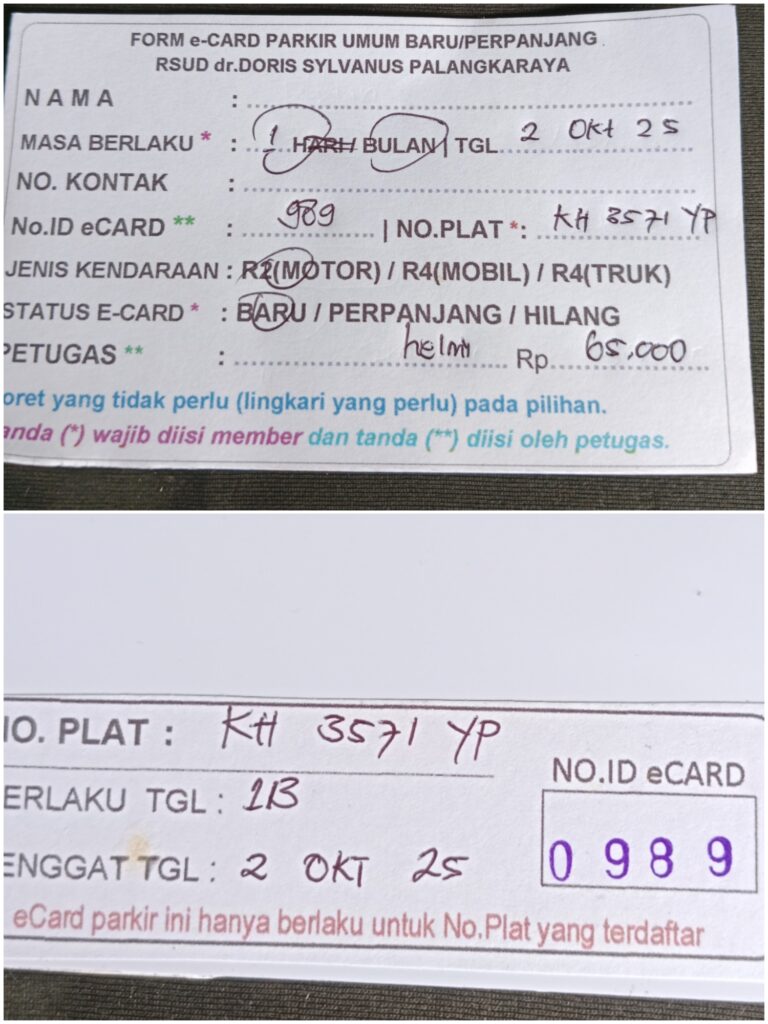 FORM e-CARD PARKIR UMUM BARU/PERPANJANG
RSUD dr.DORIS SYLVANUS PALANGKARAYA
N A M A :
MASA BERLAKU * : 1 HARI/ BULAN | TGL 2 Okt 25
NO. KONTAK :
No.ID eCARD ** : 989 | NO.PLAT *: KH 3571 YP
JENIS KENDARAAN : R2(MOTOR) / R4(MOBIL) / R4(TRUK)
STATUS E-CARD * : BARU / PERPANJANG / HILANG
PETUGAS ** : helmi Rp. 65.000
oret yang tidak perlu (lingkari yang perlu) pada pilihan.
anda (*) wajib diisi member dan tanda (**) diisi oleh petugas.
NO. PLAT : KH 3571 YP
ERLAKU TGL : 1B
ENGGAT TGL : 2 OKT 25
NO.ID eCARD
0989
eCard parkir ini hanya berlaku untuk No.Plat yang terdaftar